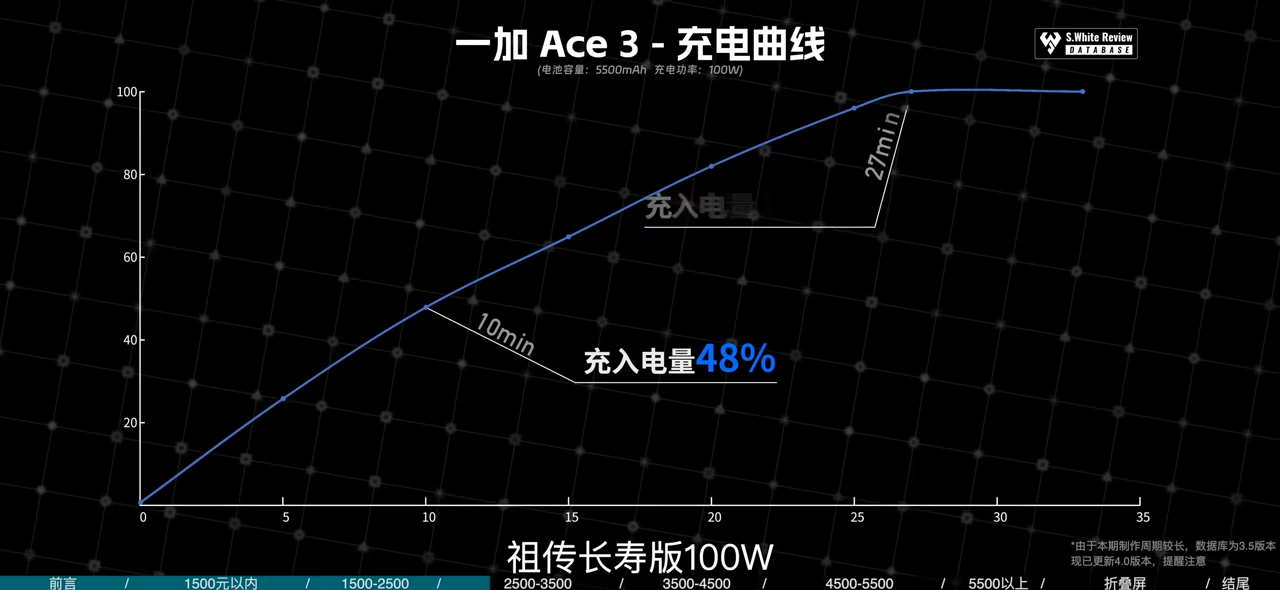 一加 Ace 3 - 充电曲线
(电池容量：5500mAh 充电功率：100W)
S.White Review
DATABASE
100
80
60
40
20
27min
充入电量
10min
充入电量48%
0 5 10 15 20 25 30 35
祖传长寿版100W
*由于本期制作周期较长，数据库为3.5版本
现已更新4.0版本，提醒注意
前言 / 1500元以内 / 1500-2500 / 2500-3500 / 3500-4500 / 4500-5500 / 5500以上 / 折叠屏 / 结尾